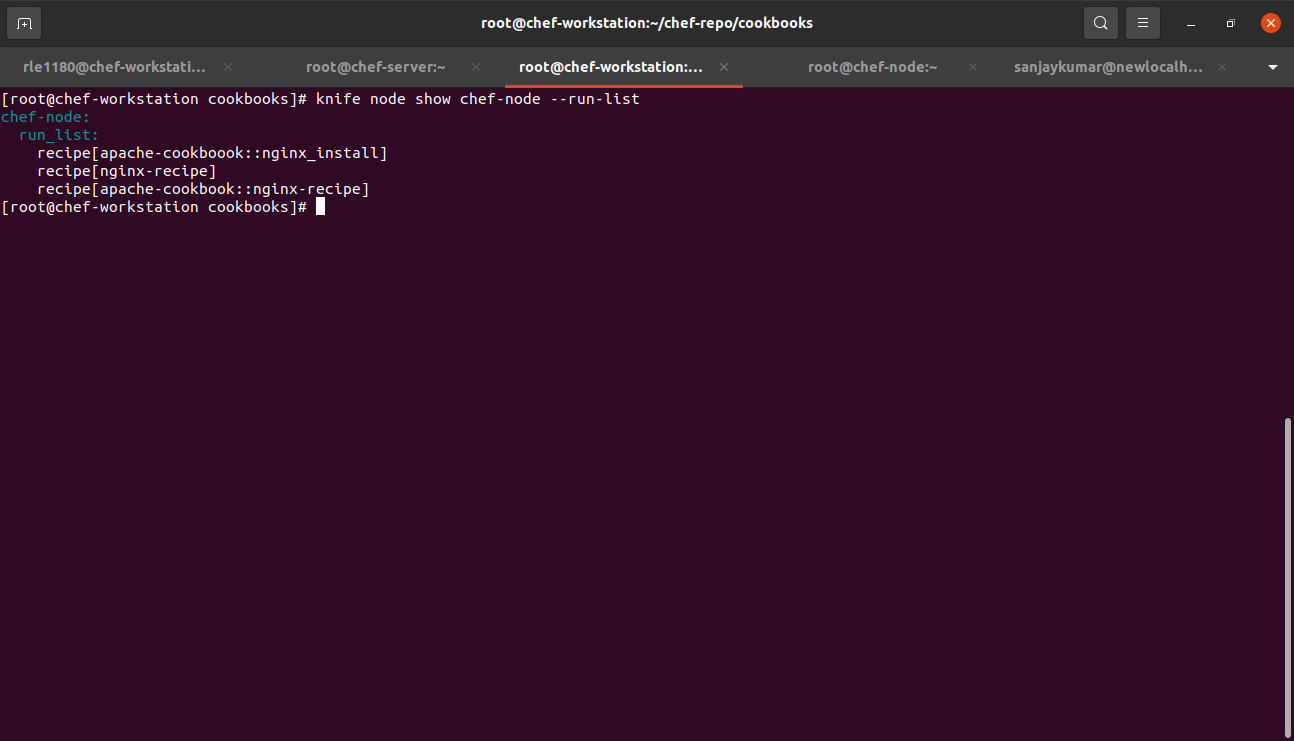 root@chef-workstation:~/chef-repo/cookbooks
rle1180@chef-workstati...
root@chef-server:~
root@chef-workstation:...
root@chef-node:~
sanjaykumar@newlocalh...
[root@chef-workstation cookbooks]# knife node show chef-node --run-list
chef-node:
  run_list:
    recipe[apache-cookboook::nginx_install]
    recipe[nginx-recipe]
    recipe[apache-cookbook::nginx-recipe]
[root@chef-workstation cookbooks]#